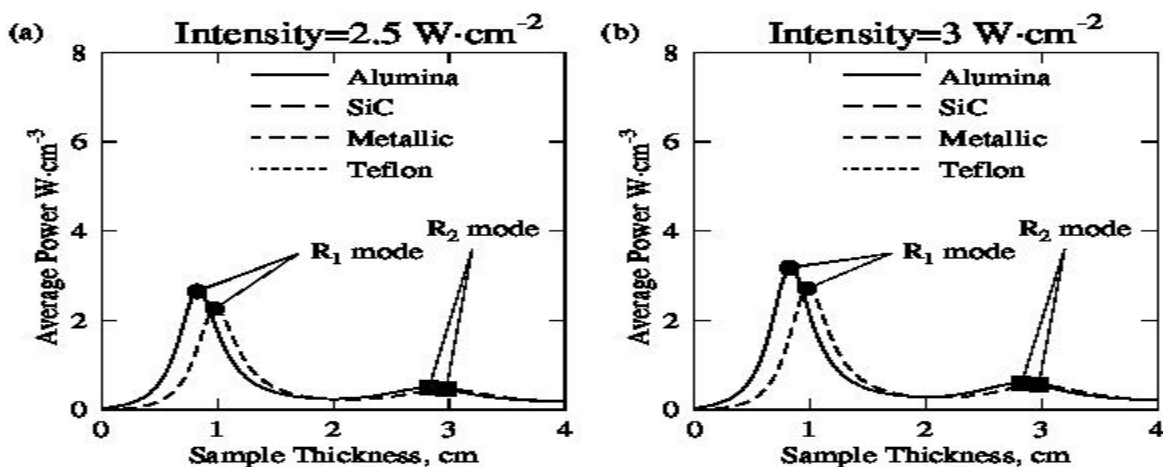 (a) Intensity=2.5 W·cm⁻²
8
6
4
2
0
Average Power W·cm⁻³
Alumina
SiC
Metallic
Teflon
R₂ mode
R₁ mode
0 1 2 3 4
Sample Thickness, cm
(b) Intensity=3 W·cm⁻²
8
6
4
2
0
Average Power W·cm⁻³
Alumina
SiC
Metallic
Teflon
R₂ mode
R₁ mode
0 1 2 3 4
Sample Thickness, cm